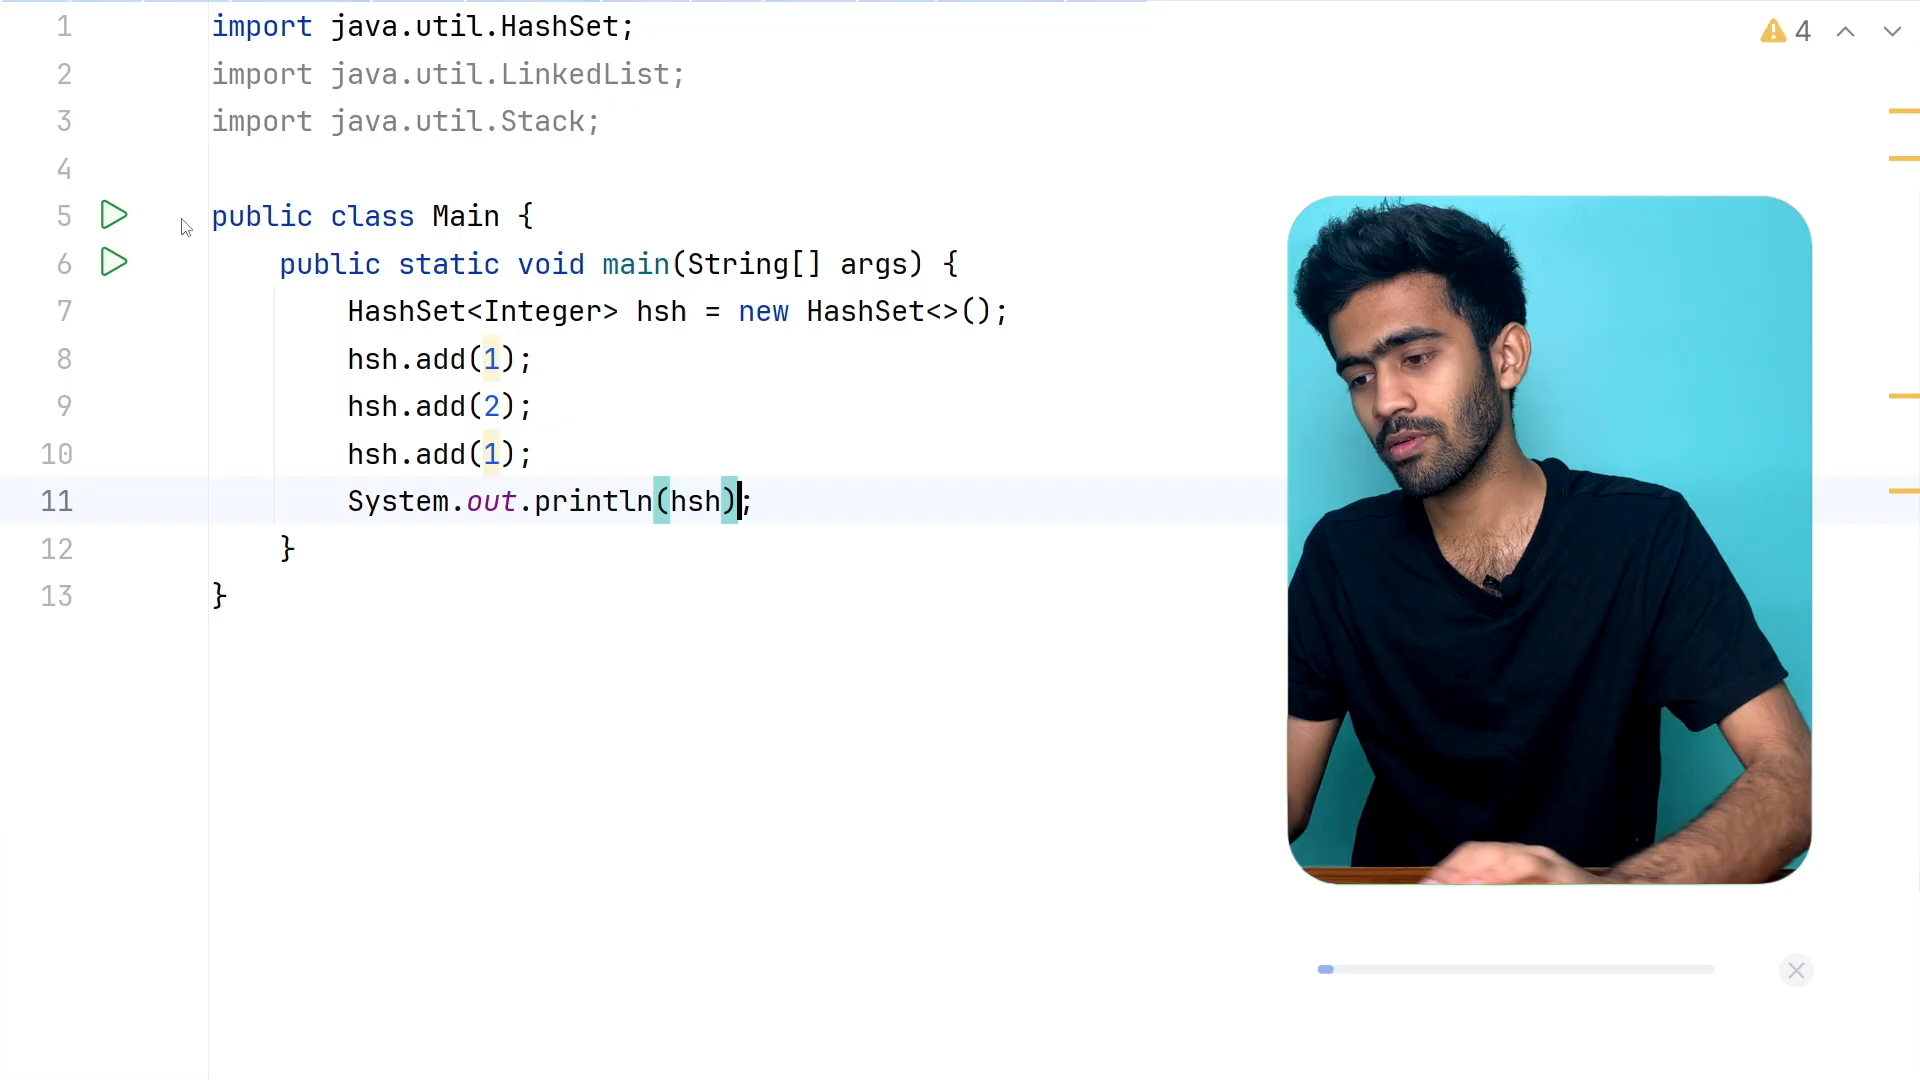 1 import java.util.HashSet;
2 import java.util.LinkedList;
3 import java.util.Stack;
4
5 public class Main {
6 public static void main(String[] args) {
7 HashSet<Integer> hsh = new HashSet<>();
8 hsh.add(1);
9 hsh.add(2);
10 hsh.add(1);
11 System.out.println(hsh);
12 }
13 }
4